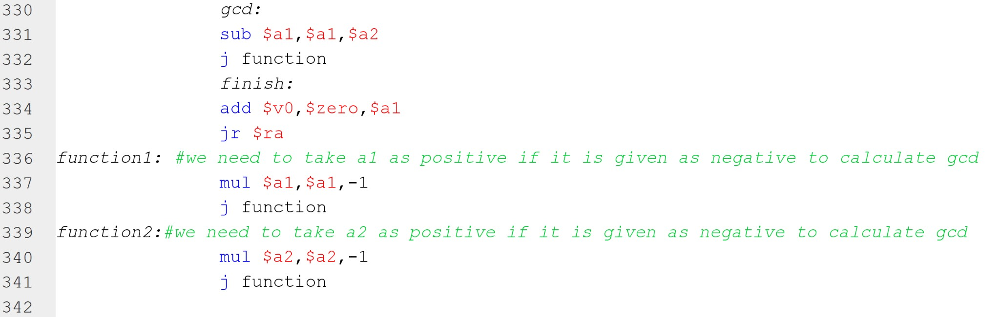 330 gcd:
331 sub $a1,$a1,$a2
332 j function
333 finish:
334 add $v0,$zero,$a1
335 jr $ra
336 function1: #we need to take a1 as positive if it is given as negative to calculate gcd
337 mul $a1,$a1,-1
338 j function
339 function2:#we need to take a2 as positive if it is given as negative to calculate gcd
340 mul $a2,$a2,-1
341 j function
342